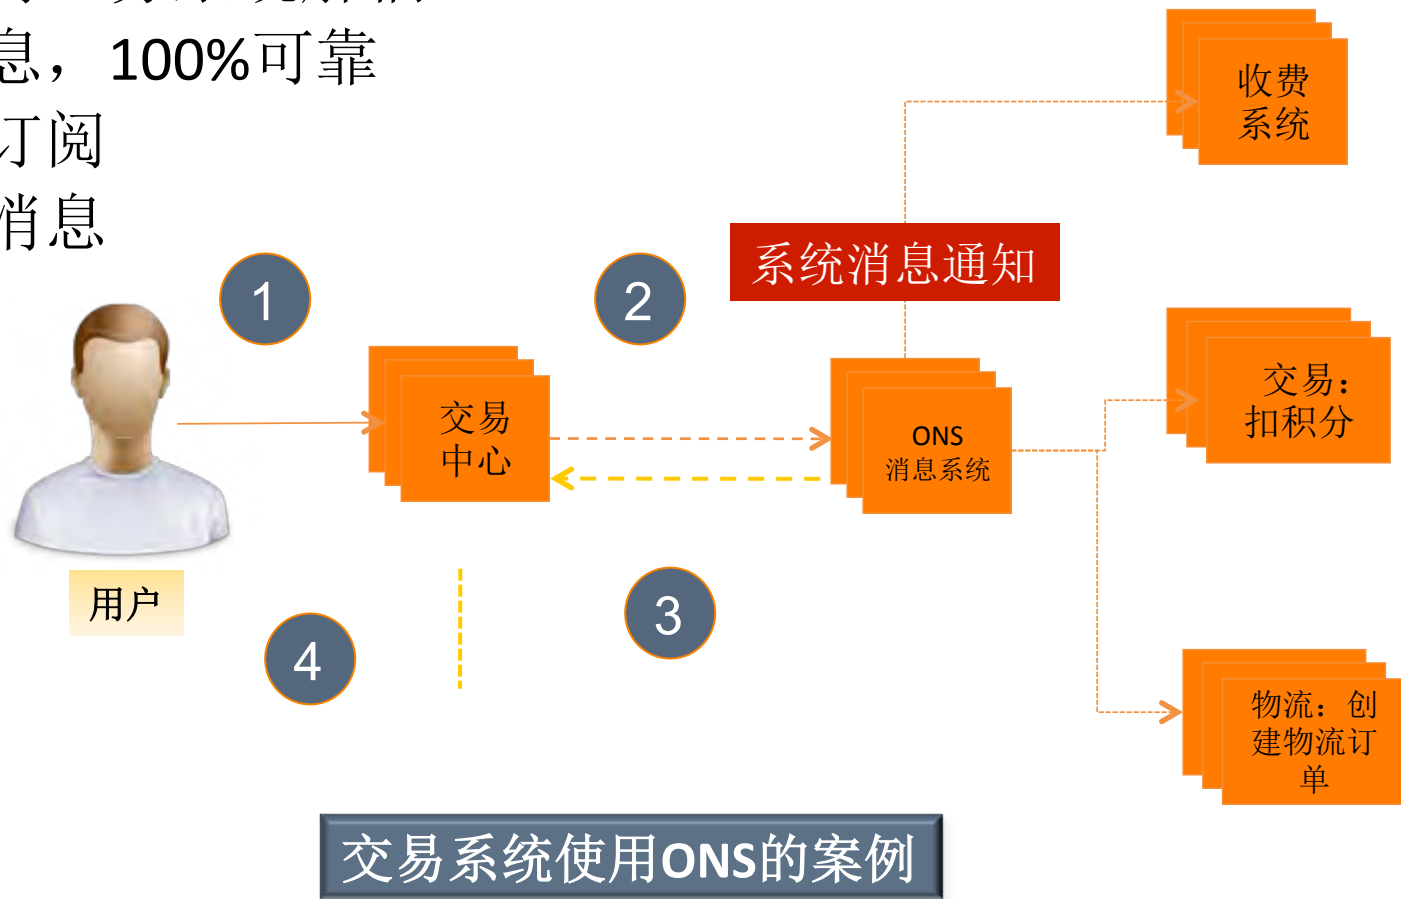 息，100%可靠
订阅
消息
收费
系统
系统消息通知
1
2
交易
中心
ONS
消息系统
交易：
扣积分
用户
3
4
物流：创
建物流订
单
交易系统使用ONS的案例